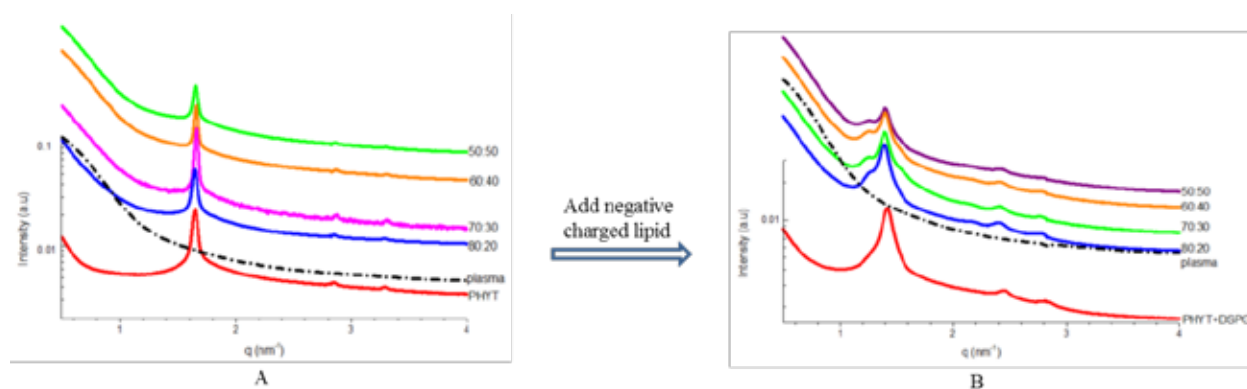 50:50
60:40
70:30
80:20
plasma
PHYT
0.1
0.01
Intensity (a.u)
1
2
3
4
q (nm⁻¹)
A
Add negative
charged lipid
50:50
60:40
70:30
80:20
plasma
PHYT+DSPG
0.01
Intensity (a.u)
1
2
3
4
q (nm⁻¹)
B